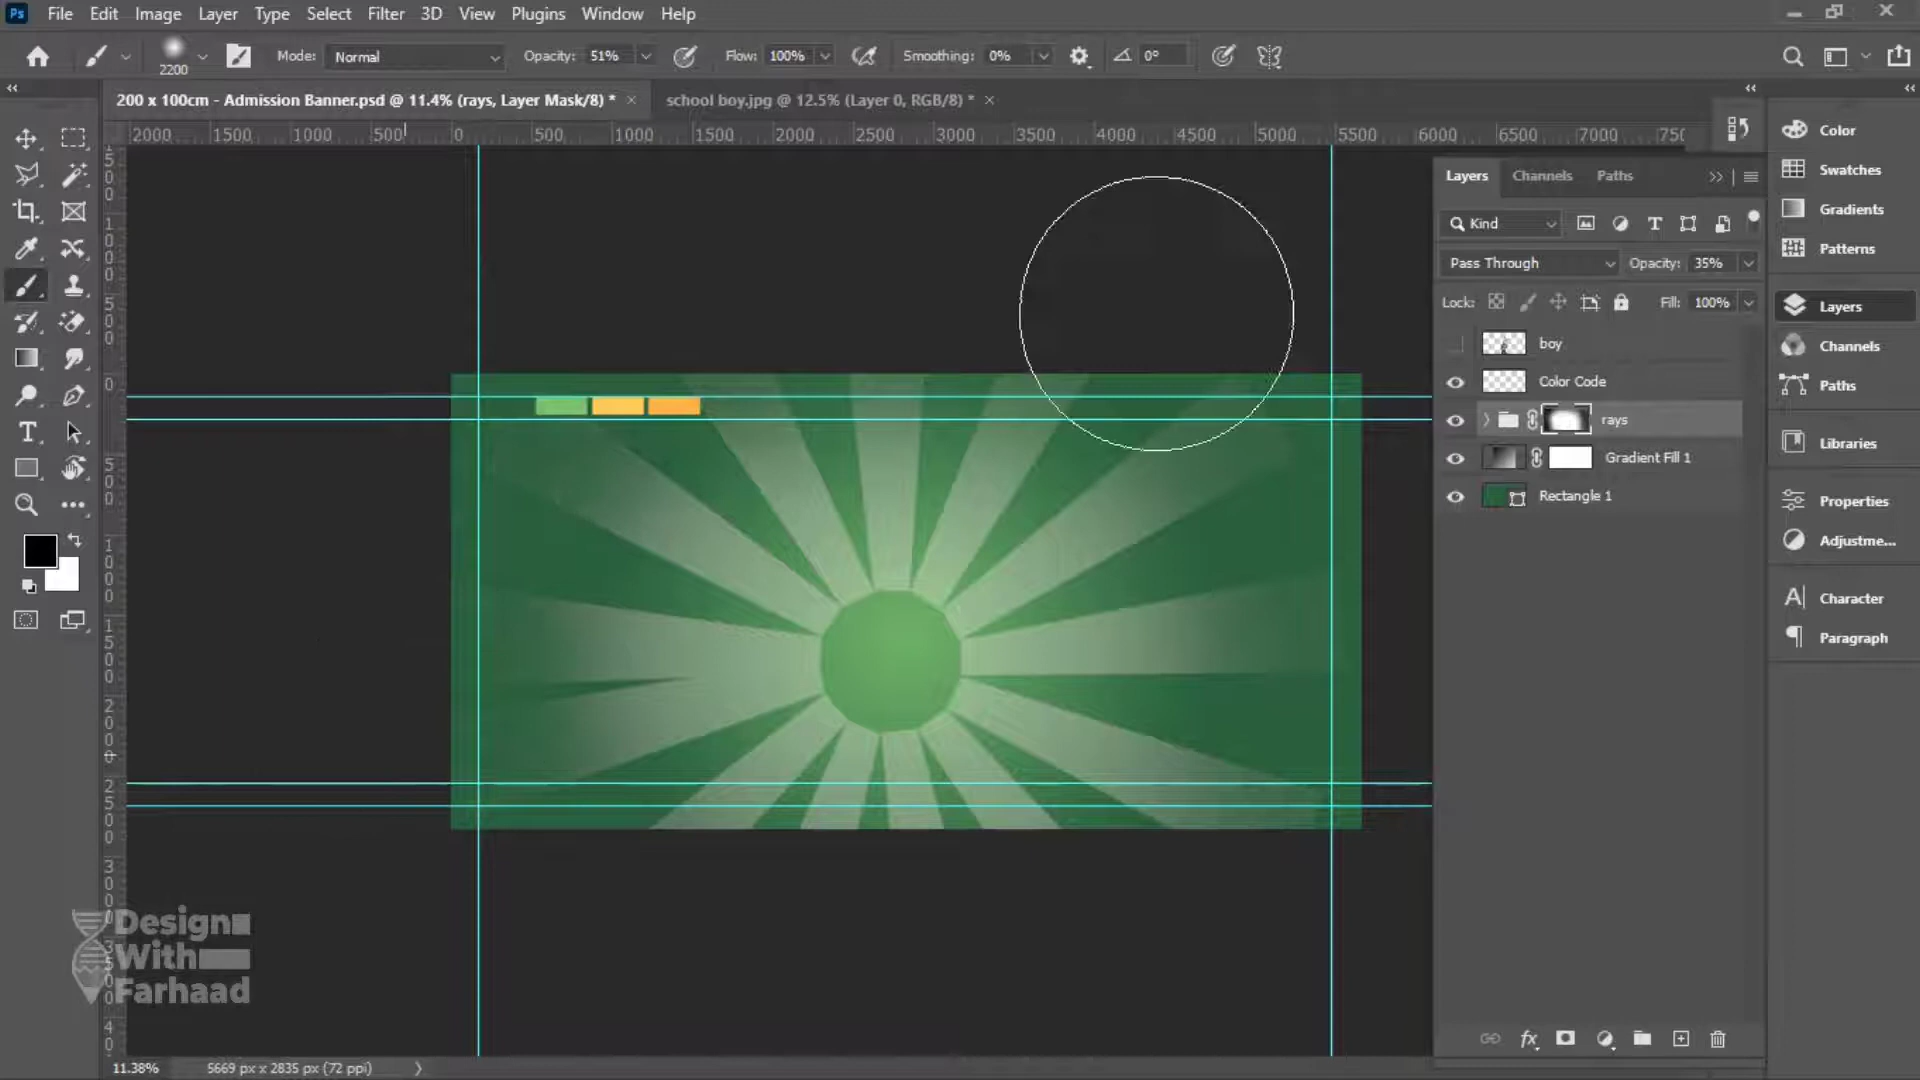 Ps File Edit Image Layer Type Select Filter 3D View Plugins Window Help
2200 Mode: Normal Opacity: 51% Flow: 100% Smoothing: 0% 0°
200 x 100cm - Admission Banner.psd @ 11.4% (rays, Layer Mask/8) * school boy.jpg @ 12.5% (Layer 0, RGB/8) *
2000 1500 1000 500 0 500 1000 1500 2000 2500 3000 3500 4000 4500 5000 5500 6000 6500 7000
Layers Channels Paths
Kind
Pass Through Opacity: 35%
Lock: Fill: 100%
boy
Color Code
rays
Gradient Fill 1
Rectangle 1
Color
Swatches
Gradients
Patterns
Layers
Channels
Paths
Libraries
Properties
Adjustme...
Character
Paragraph
Design
With
Farhaad
11.38% 5669 px x 2835 px (72 ppi)